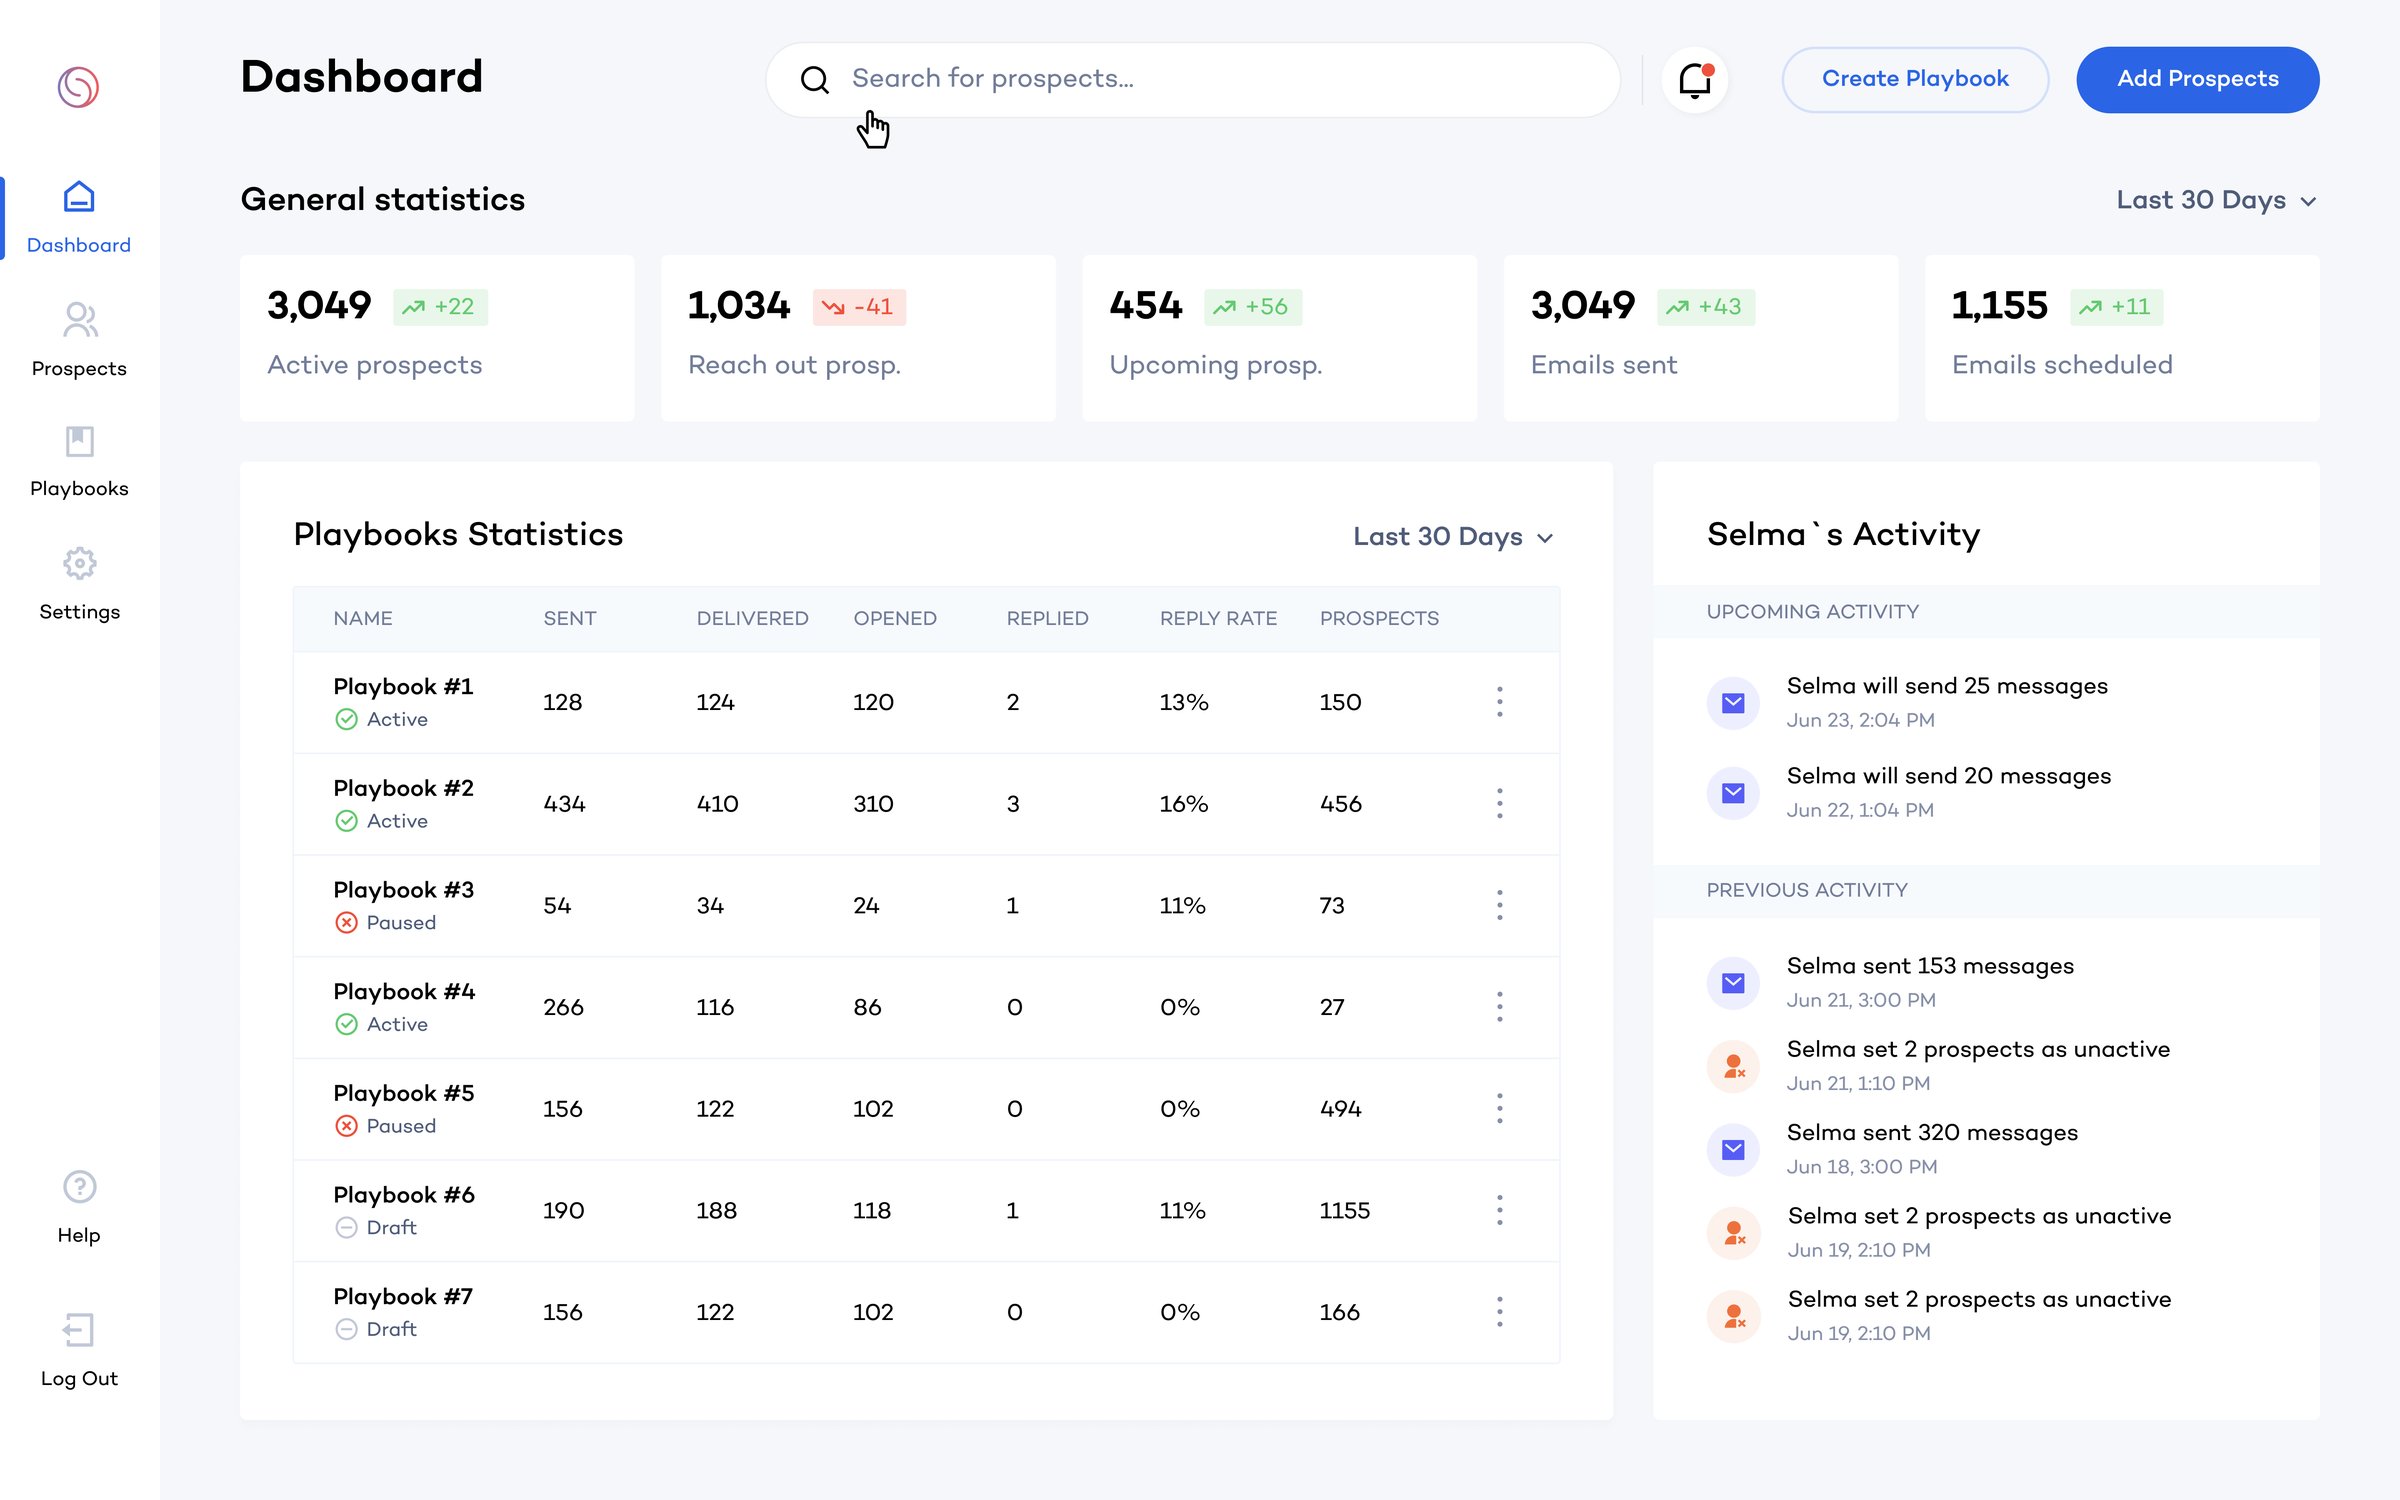 Dashboard
Search for prospects...
Create Playbook
Add Prospects
Dashboard
Prospects
Playbooks
Settings
Help
Log Out
General statistics
Last 30 Days
3,049 +22
Active prospects
1,034 -41
Reach out prosp.
454 +56
Upcoming prosp.
3,049 +43
Emails sent
1,155 +11
Emails scheduled
Playbooks Statistics
Last 30 Days
NAME SENT DELIVERED OPENED REPLIED REPLY RATE PROSPECTS
Playbook #1
Active
128 124 120 2 13% 150
Playbook #2
Active
434 410 310 3 16% 456
Playbook #3
Paused
54 34 24 1 11% 73
Playbook #4
Active
266 116 86 0 0% 27
Playbook #5
Paused
156 122 102 0 0% 494
Playbook #6
Draft
190 188 118 1 11% 1155
Playbook #7
Draft
156 122 102 0 0% 166
Selma`s Activity
UPCOMING ACTIVITY
Selma will send 25 messages
Jun 23, 2:04 PM
Selma will send 20 messages
Jun 22, 1:04 PM
PREVIOUS ACTIVITY
Selma sent 153 messages
Jun 21, 3:00 PM
Selma set 2 prospects as unactive
Jun 21, 1:10 PM
Selma sent 320 messages
Jun 18, 3:00 PM
Selma set 2 prospects as unactive
Jun 19, 2:10 PM
Selma set 2 prospects as unactive
Jun 19, 2:10 PM